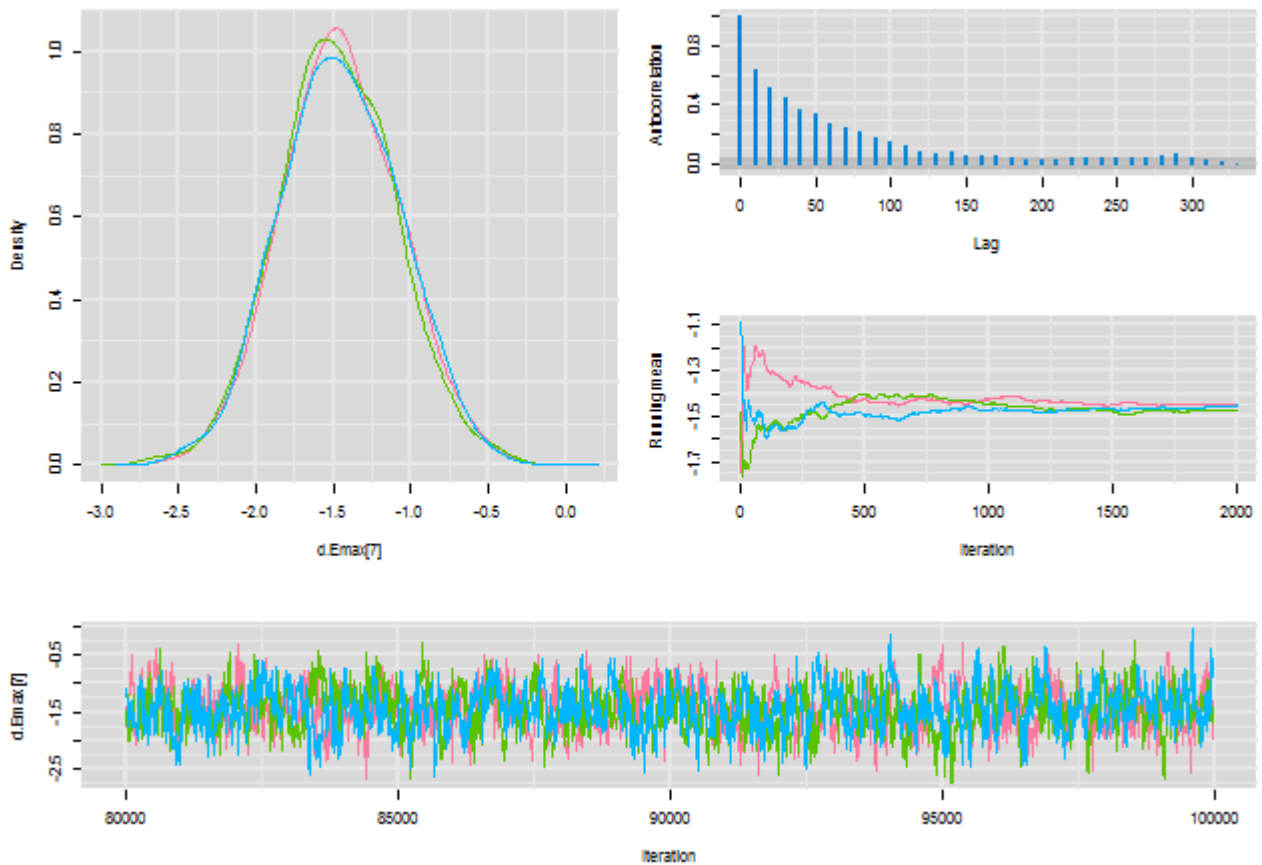 Density
0.0 0.2 0.4 0.6 0.8 1.0
-3.0 -2.5 -2.0 -1.5 -1.0 -0.5 0.0
d.Emax[7]
Autocorrelation
0.0 0.4 0.8
0 50 100 150 200 250 300
Lag
Running mean
-1.7 -1.5 -1.3 -1.1
0 500 1000 1500 2000
Iteration
d.Emax[7]
-2.5 -1.5 -0.5
80000 85000 90000 95000 100000
Iteration